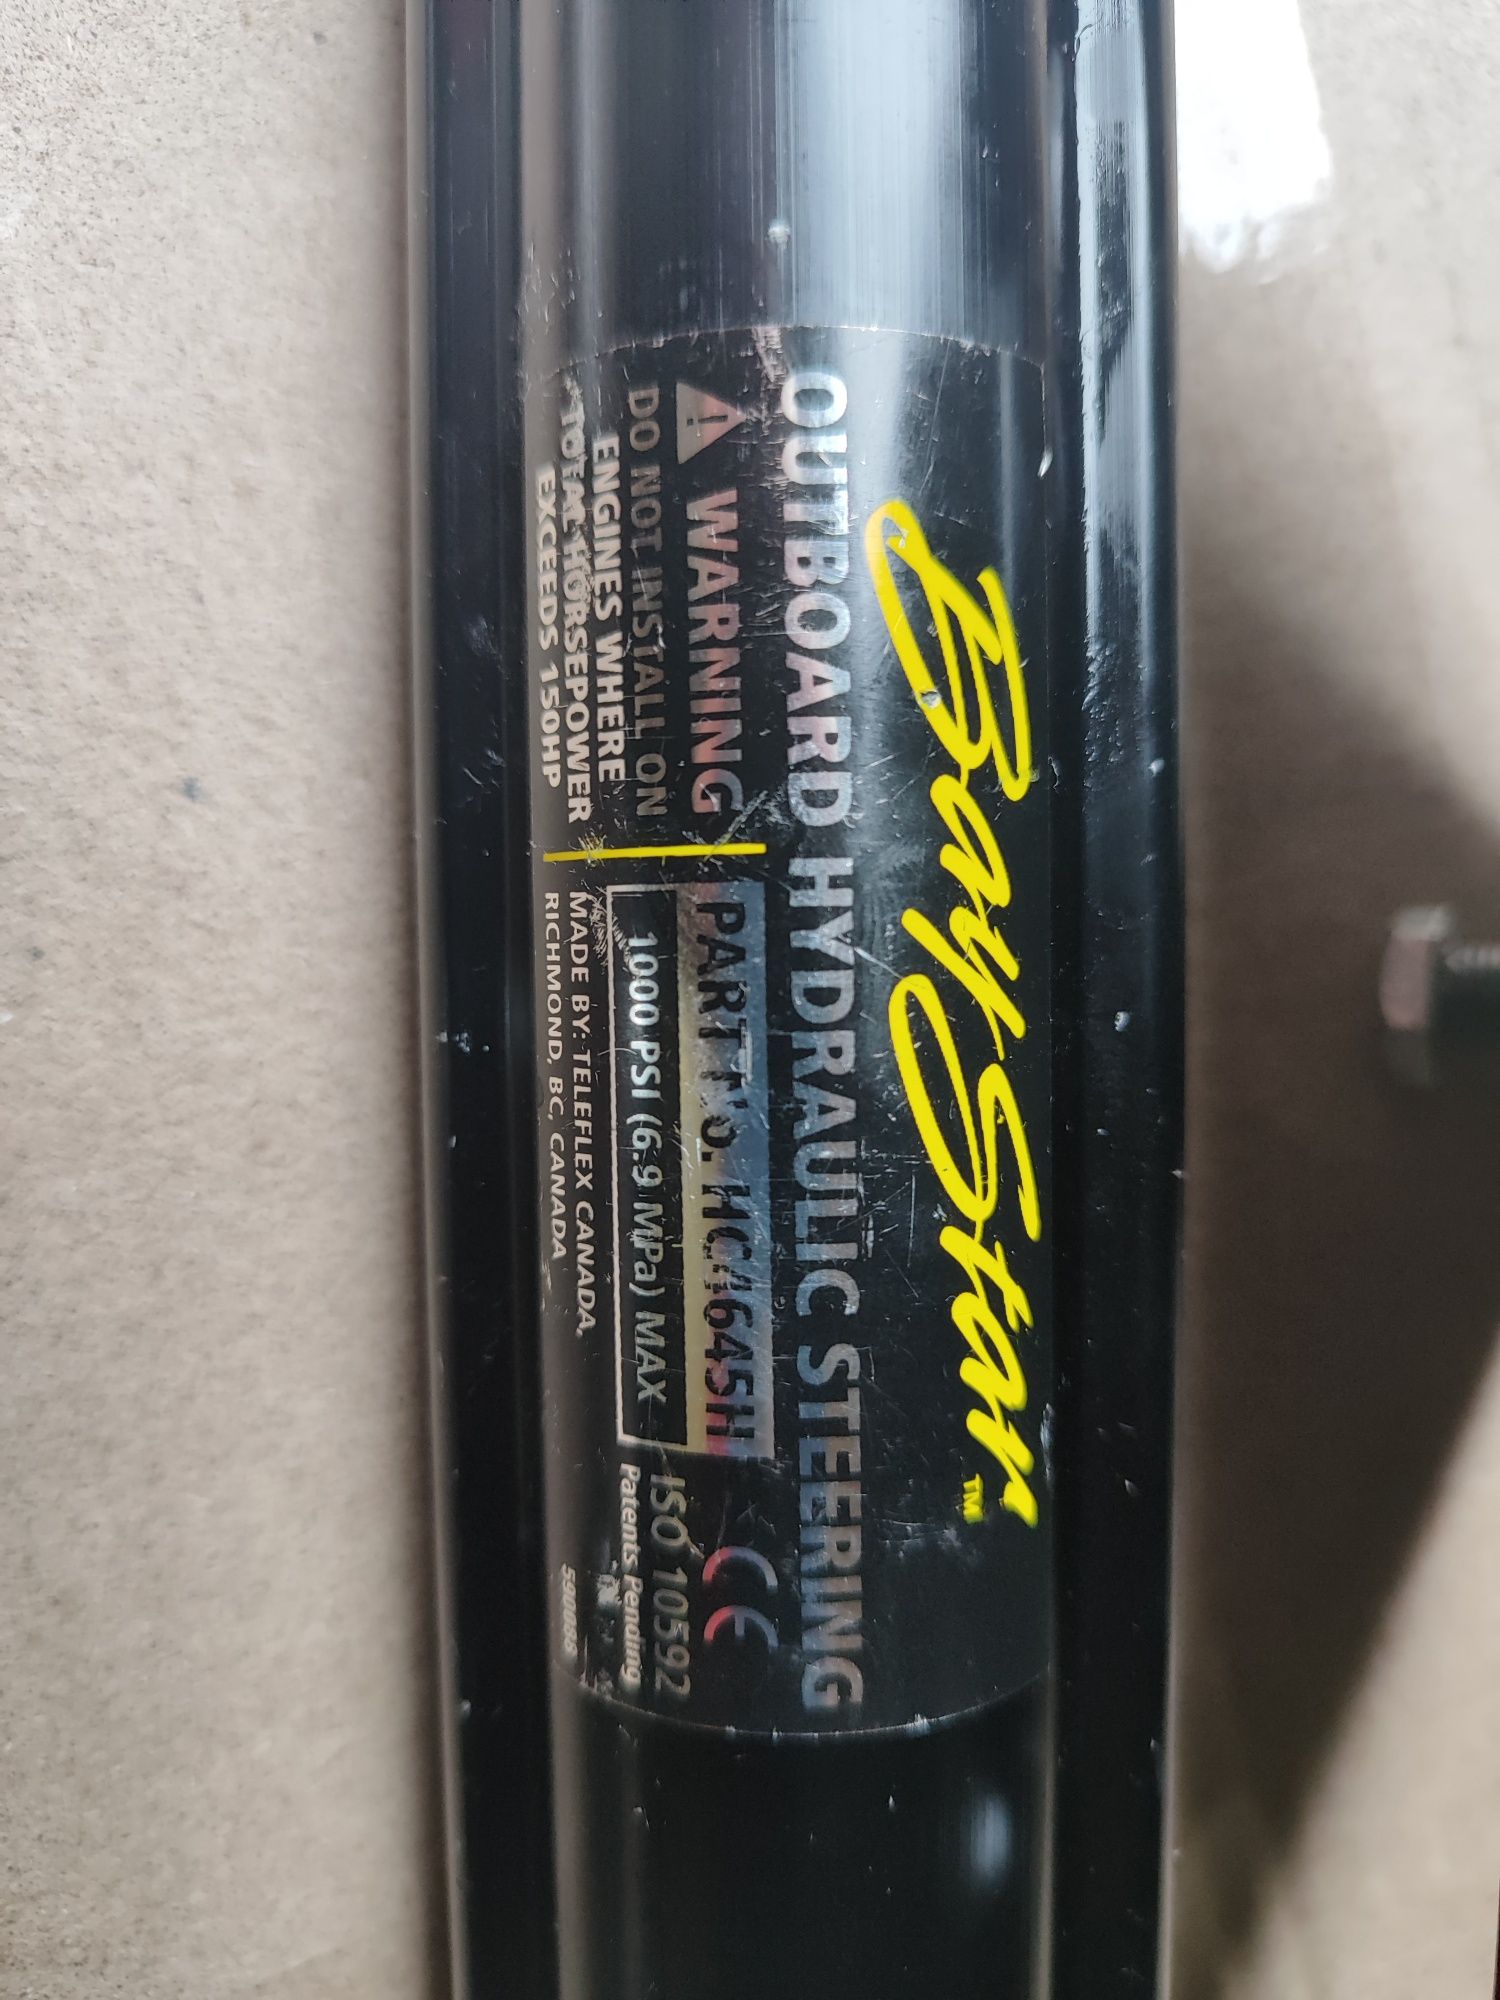 BayStar™
OUTBOARD HYDRAULIC STEERING
WARNING
DO NOT INSTALL ON
ENGINES WHERE
TOTAL HORSEPOWER
EXCEEDS 150HP
PART No. HC4645H
1000 PSI (6.9 MPa) MAX
MADE BY: TELEFLEX CANADA,
RICHMOND, BC, CANADA
CE
ISO 10592
Patents Pending